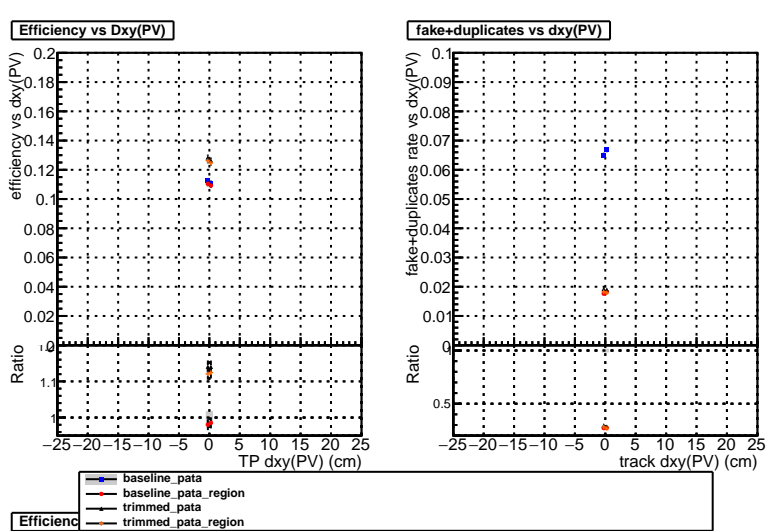 Efficiency vs Dxy(PV)
efficiency vs dxy(PV)
0.2
0.18
0.16
0.14
0.12
0.1
0.08
0.06
0.04
0.02
0
Ratio
1.1
1
−25 −20 −15 −10 −5 0 5 10 15 20 25
TP dxy(PV) (cm)
fake+duplicates vs dxy(PV)
fake+duplicates rate vs dxy(PV)
0.1
0.09
0.08
0.07
0.06
0.05
0.04
0.03
0.02
0.01
0
Ratio
1
0.5
−25 −20 −15 −10 −5 0 5 10 15 20 25
track dxy(PV) (cm)
baseline_pata
baseline_pata_region
trimmed_pata
trimmed_pata_region
Efficienc